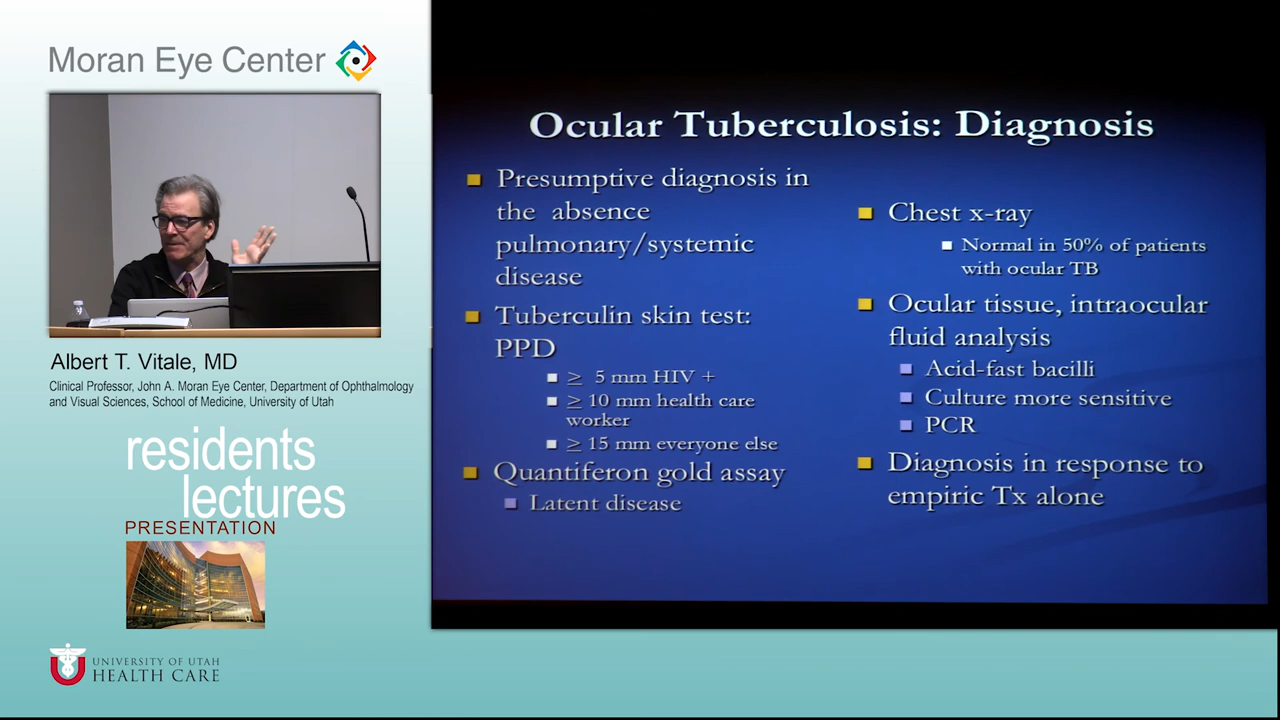 Moran Eye Center
Albert T. Vitale, MD
Clinical Professor, John A. Moran Eye Center, Department of Ophthalmology
and Visual Sciences, School of Medicine, University of Utah
residents
lectures
PRESENTATION
UNIVERSITY OF UTAH
HEALTH CARE
Ocular Tuberculosis: Diagnosis
Presumptive diagnosis in
the absence
pulmonary/systemic
disease
Tuberculin skin test:
PPD
≥ 5 mm HIV +
≥ 10 mm health care
worker
≥ 15 mm everyone else
Quantiferon gold assay
Latent disease
Chest x-ray
Normal in 50% of patients
with ocular TB
Ocular tissue, intraocular
fluid analysis
Acid-fast bacilli
Culture more sensitive
PCR
Diagnosis in response to
empiric Tx alone